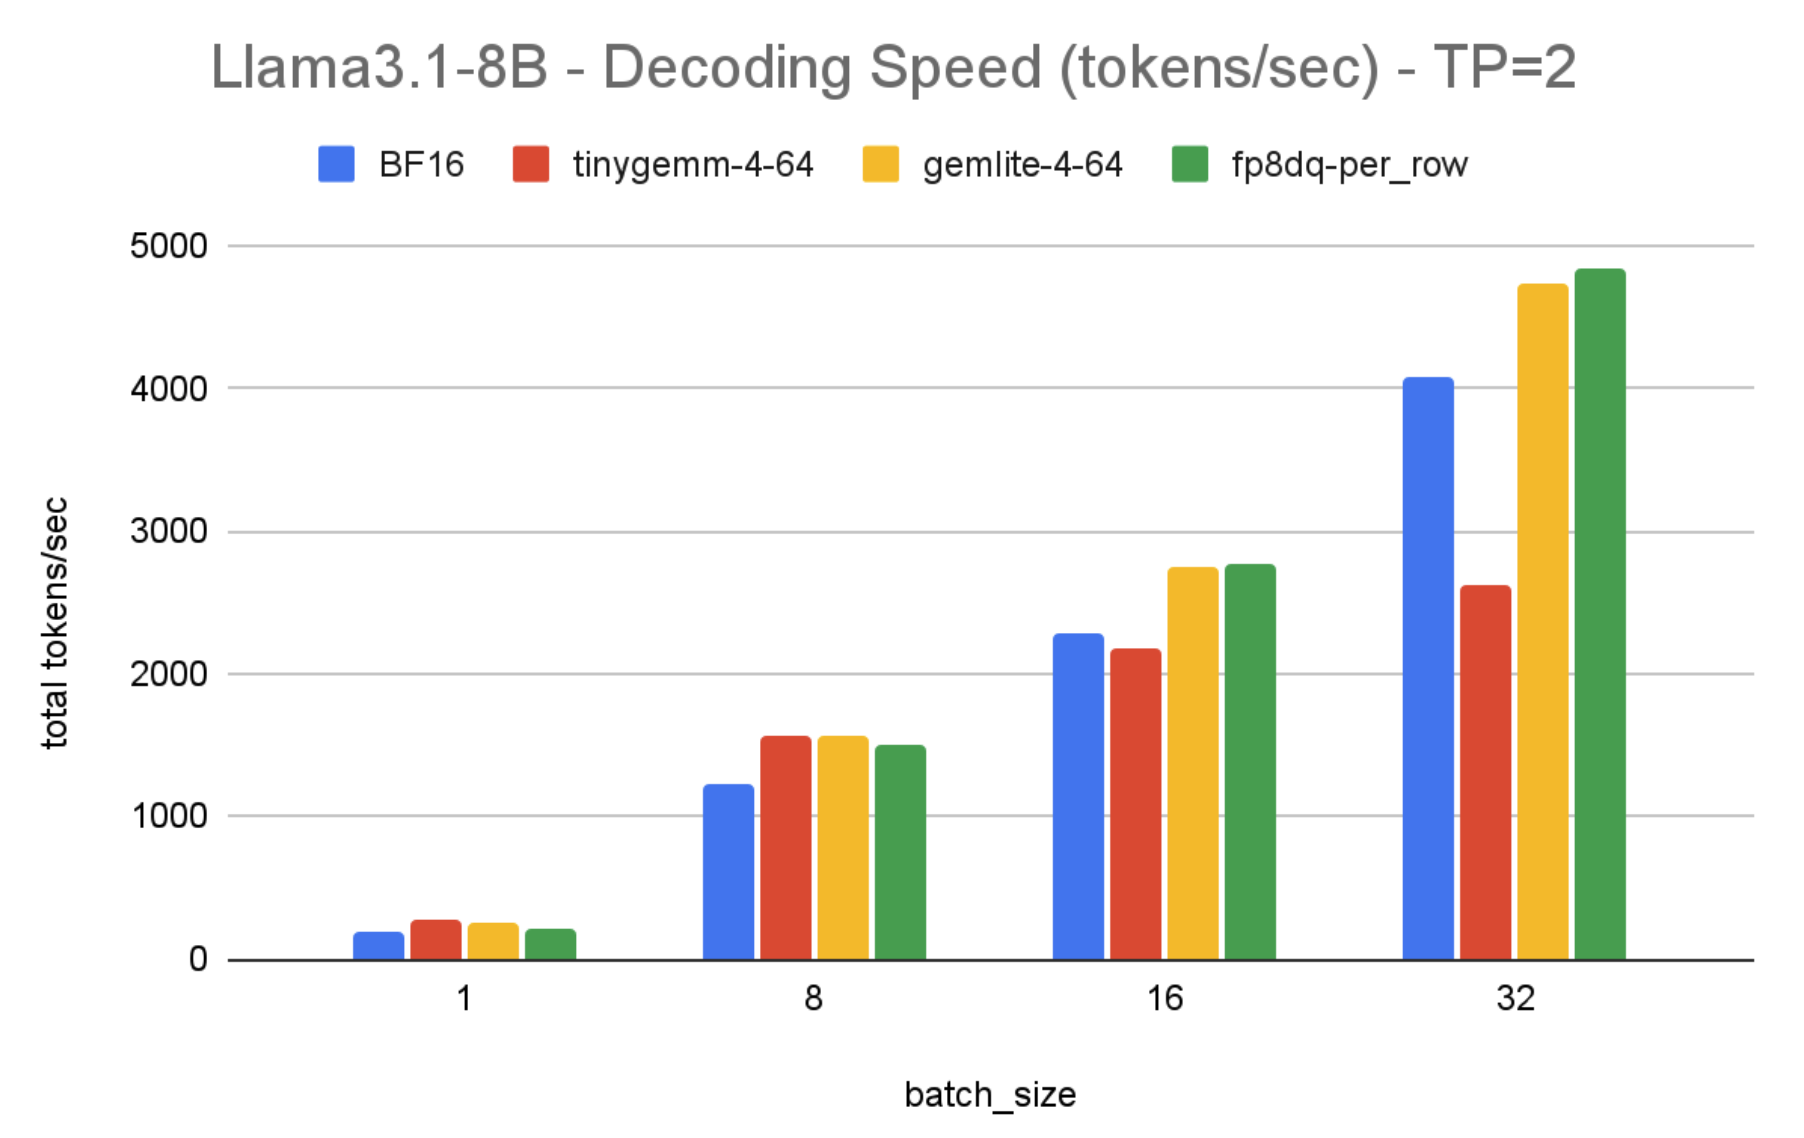 Llama3.1-8B - Decoding Speed (tokens/sec) - TP=2
BF16 tinygemm-4-64 gemlite-4-64 fp8dq-per_row
5000
4000
3000
2000
1000
0
total tokens/sec
1 8 16 32
batch_size